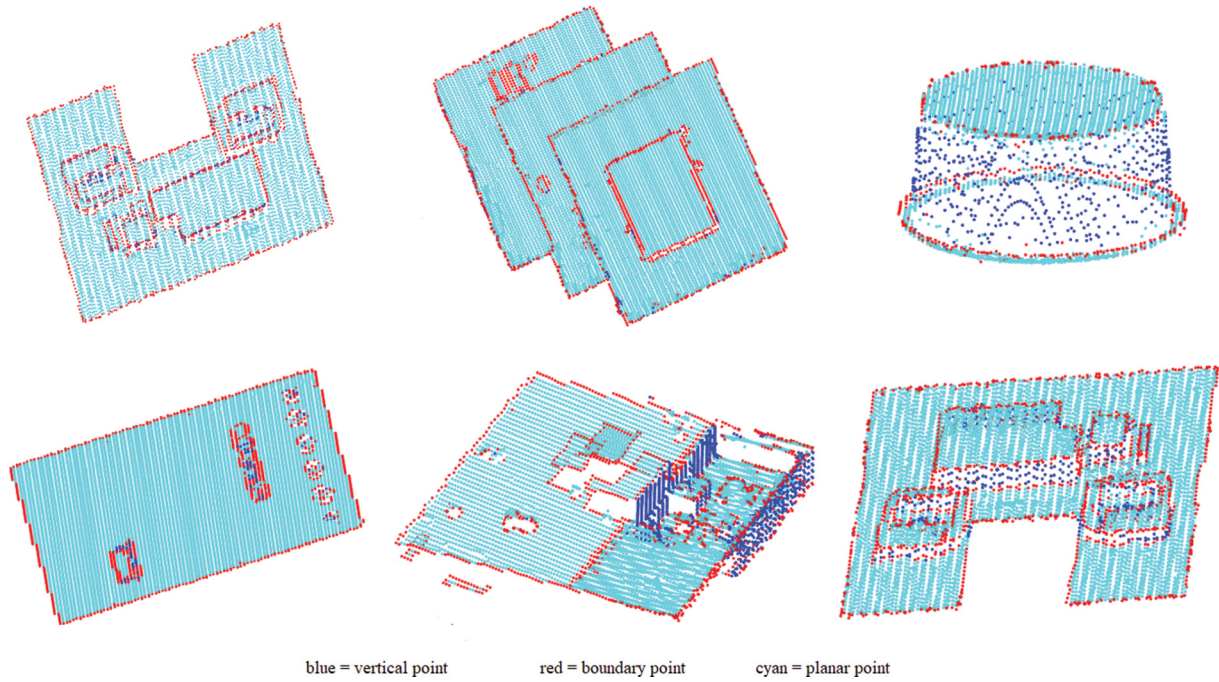 blue = vertical point red = boundary point cyan = planar point